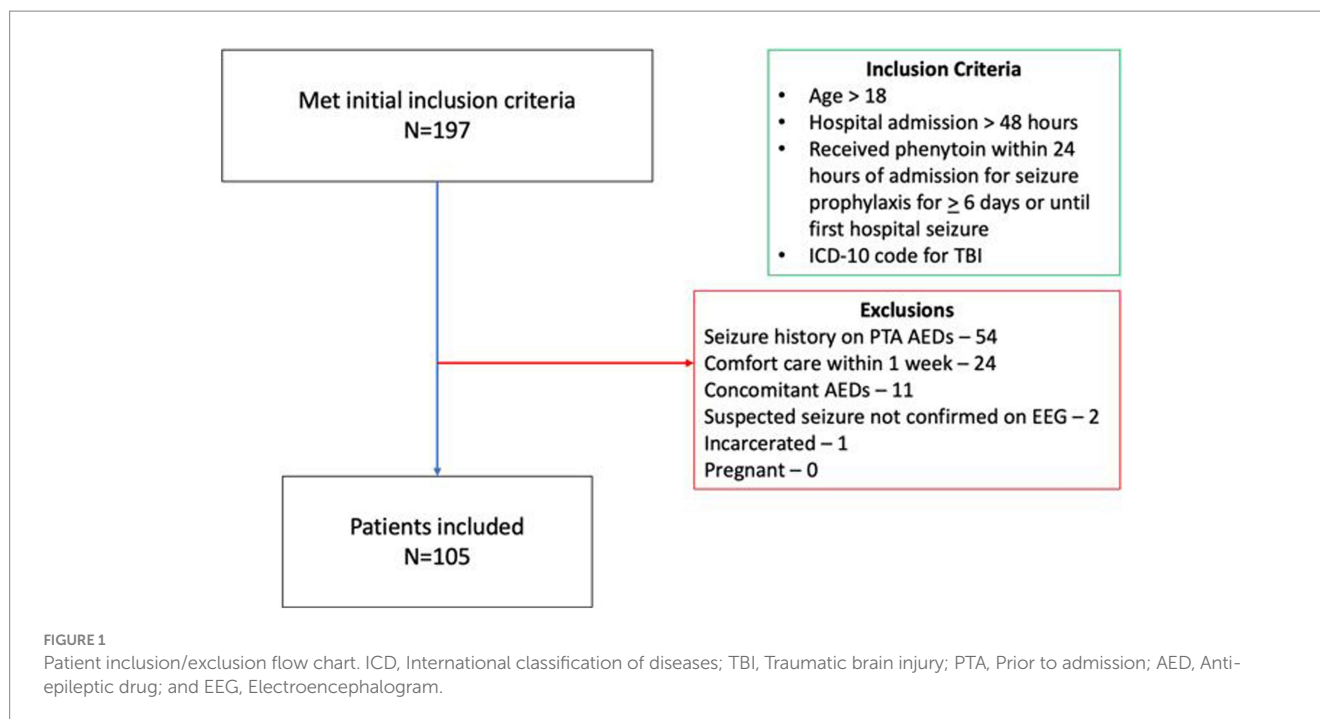 Met initial inclusion criteria
N=197
Inclusion Criteria
• Age > 18
• Hospital admission > 48 hours
• Received phenytoin within 24
hours of admission for seizure
prophylaxis for ≥ 6 days or until
first hospital seizure
• ICD-10 code for TBI
Exclusions
Seizure history on PTA AEDs – 54
Comfort care within 1 week – 24
Concomitant AEDs – 11
Suspected seizure not confirmed on EEG – 2
Incarcerated – 1
Pregnant – 0
Patients included
N=105
FIGURE 1
Patient inclusion/exclusion flow chart. ICD, International classification of diseases; TBI, Traumatic brain injury; PTA, Prior to admission; AED, Anti-
epileptic drug; and EEG, Electroencephalogram.